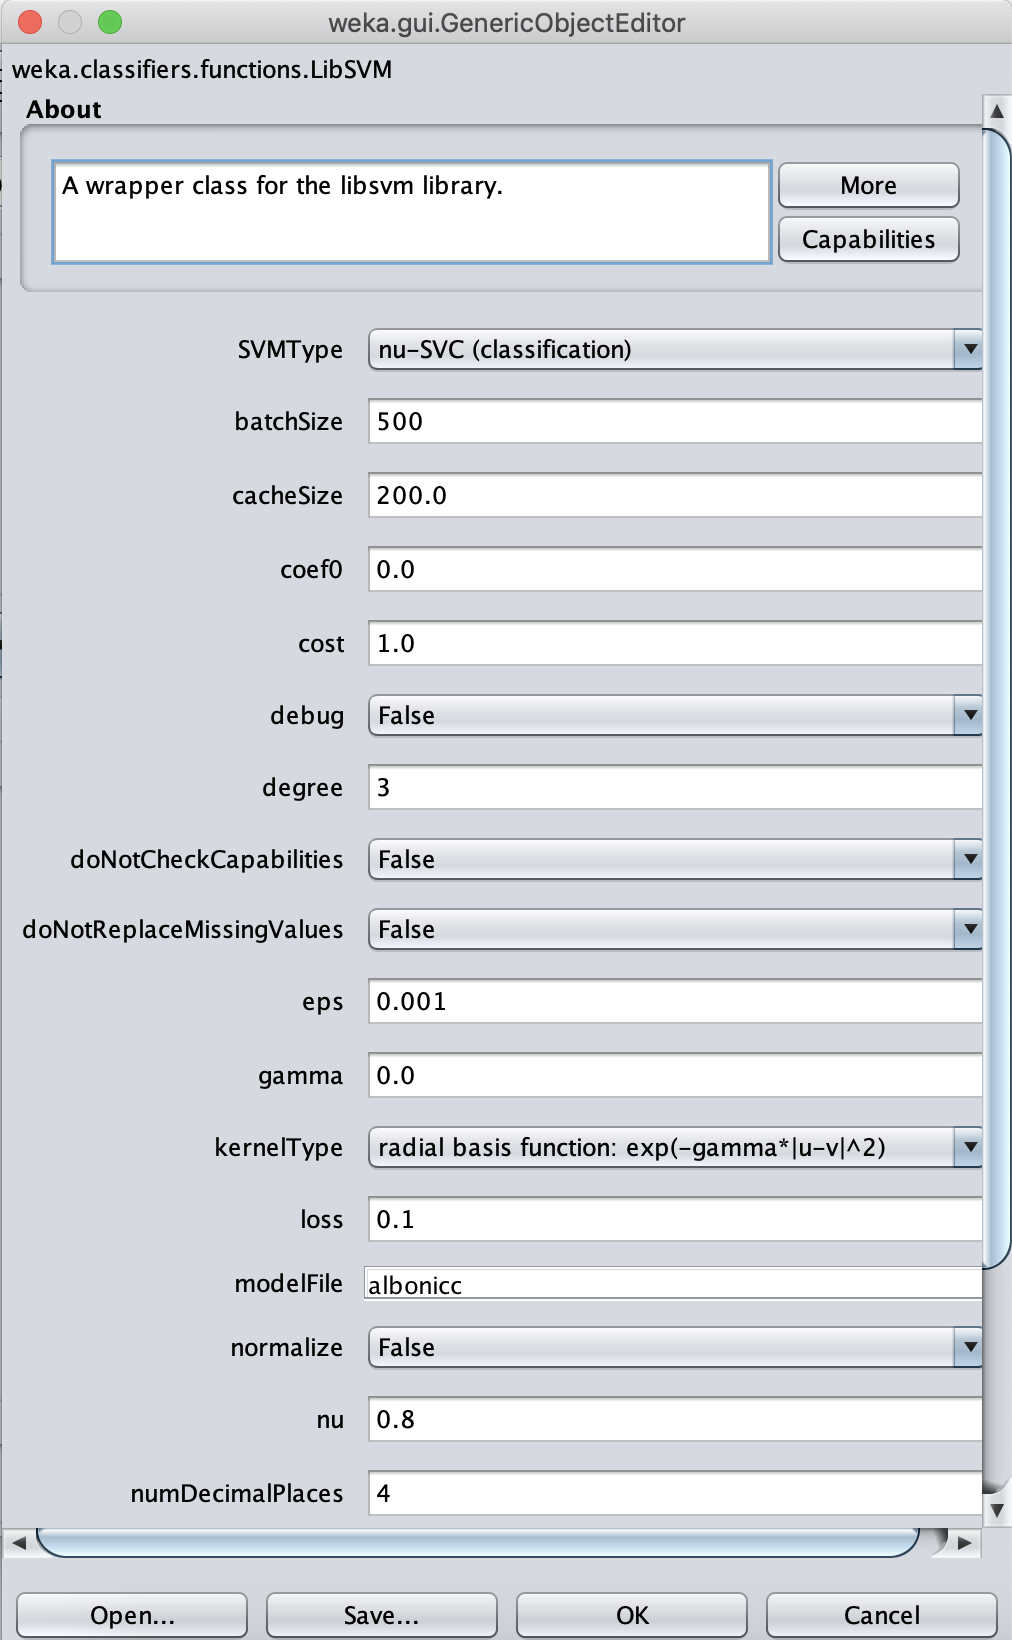 weka.gui.GenericObjectEditor
weka.classifiers.functions.LibSVM
About
A wrapper class for the libsvm library.
More
Capabilities
SVMType nu-SVC (classification)
batchSize 500
cacheSize 200.0
coef0 0.0
cost 1.0
debug False
degree 3
doNotCheckCapabilities False
doNotReplaceMissingValues False
eps 0.001
gamma 0.0
kernelType radial basis function: exp(-gamma*|u-v|^2)
loss 0.1
modelFile albonicc
normalize False
nu 0.8
numDecimalPlaces 4
Open... Save... OK Cancel